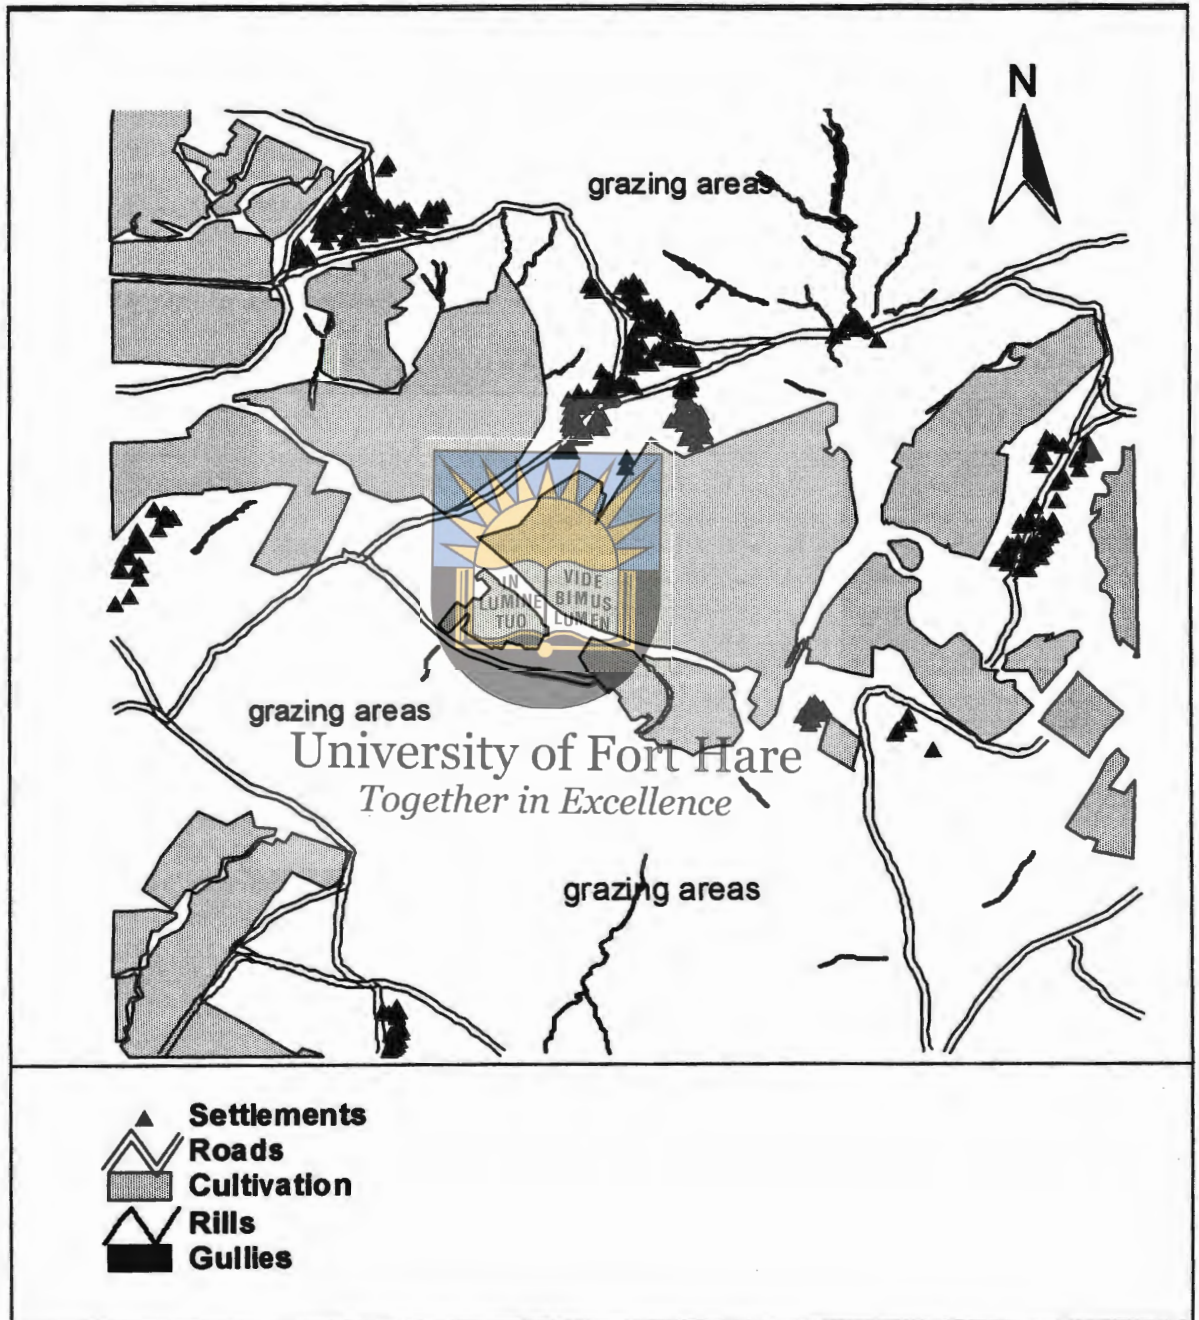 N
grazing areas
IN
LUMINE
TUO
VIDE
BIMUS
LUMEN
grazing areas
University of Fort Hare
Together in Excellence
grazing areas
Settlements
Roads
Cultivation
Rills
Gullies